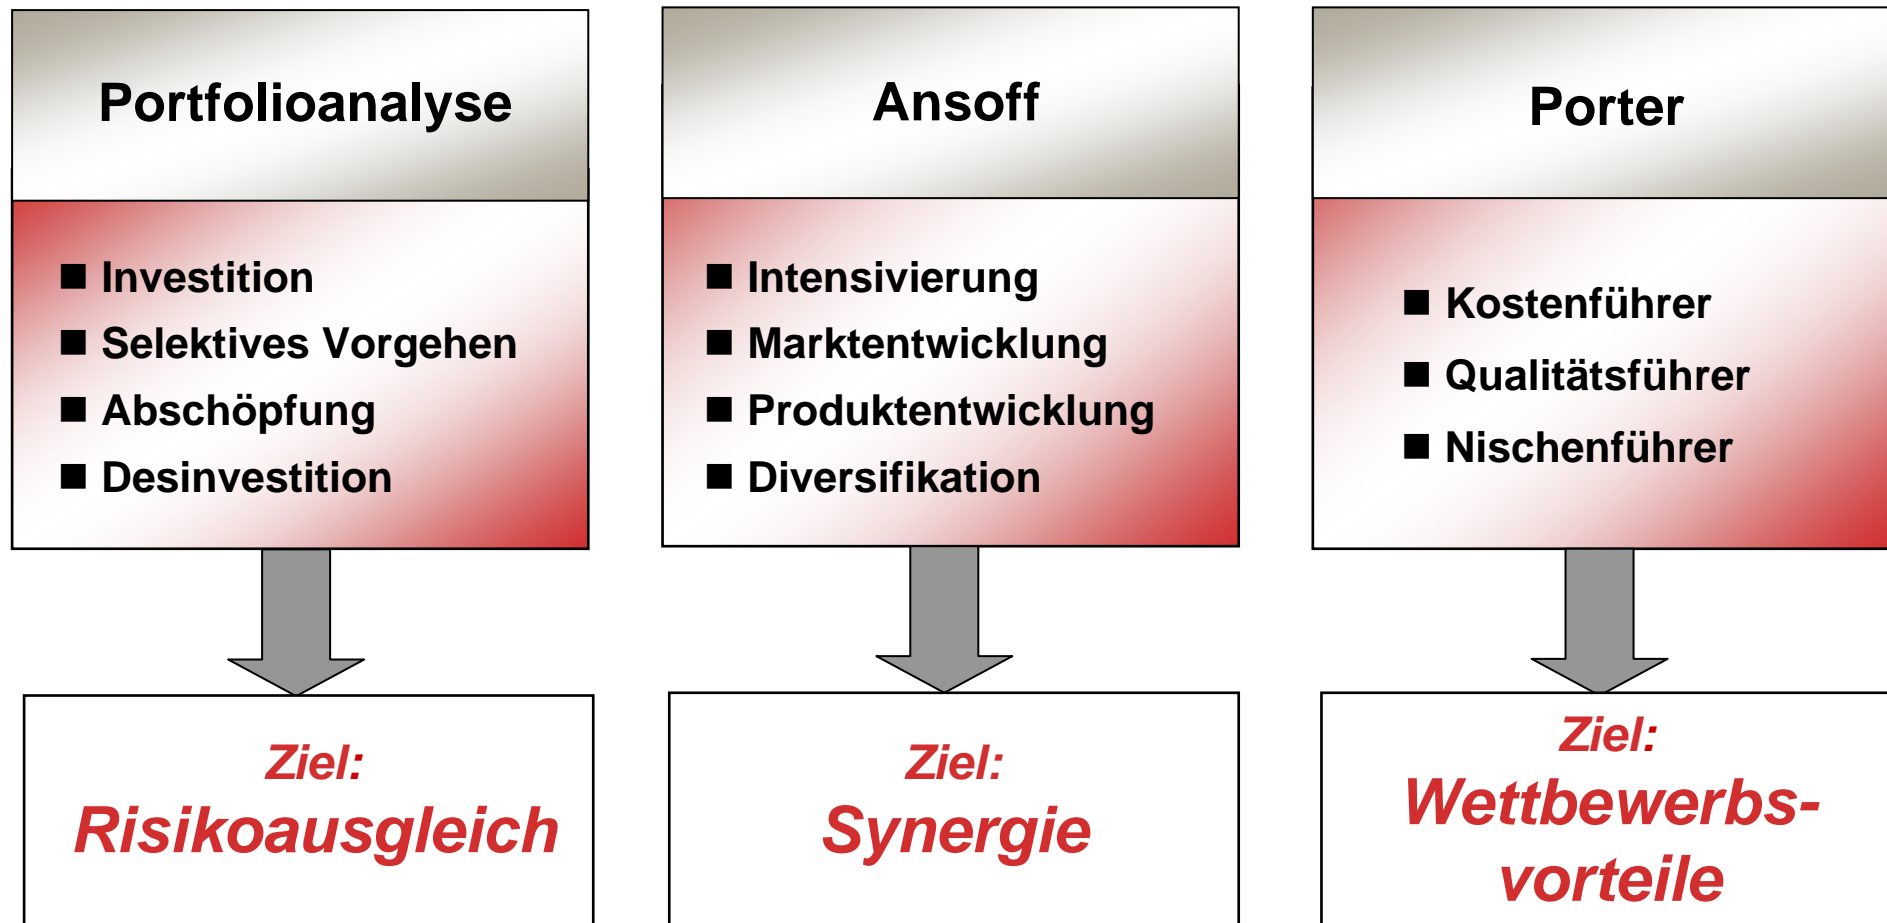 Portfolioanalyse
■ Investition
■ Selektives Vorgehen
■ Abschöpfung
■ Desinvestition
Ziel:
Risikoausgleich
Ansoff
■ Intensivierung
■ Marktentwicklung
■ Produktentwicklung
■ Diversifikation
Ziel:
Synergie
Porter
■ Kostenführer
■ Qualitätsführer
■ Nischenführer
Ziel:
Wettbewerbs-
vorteile